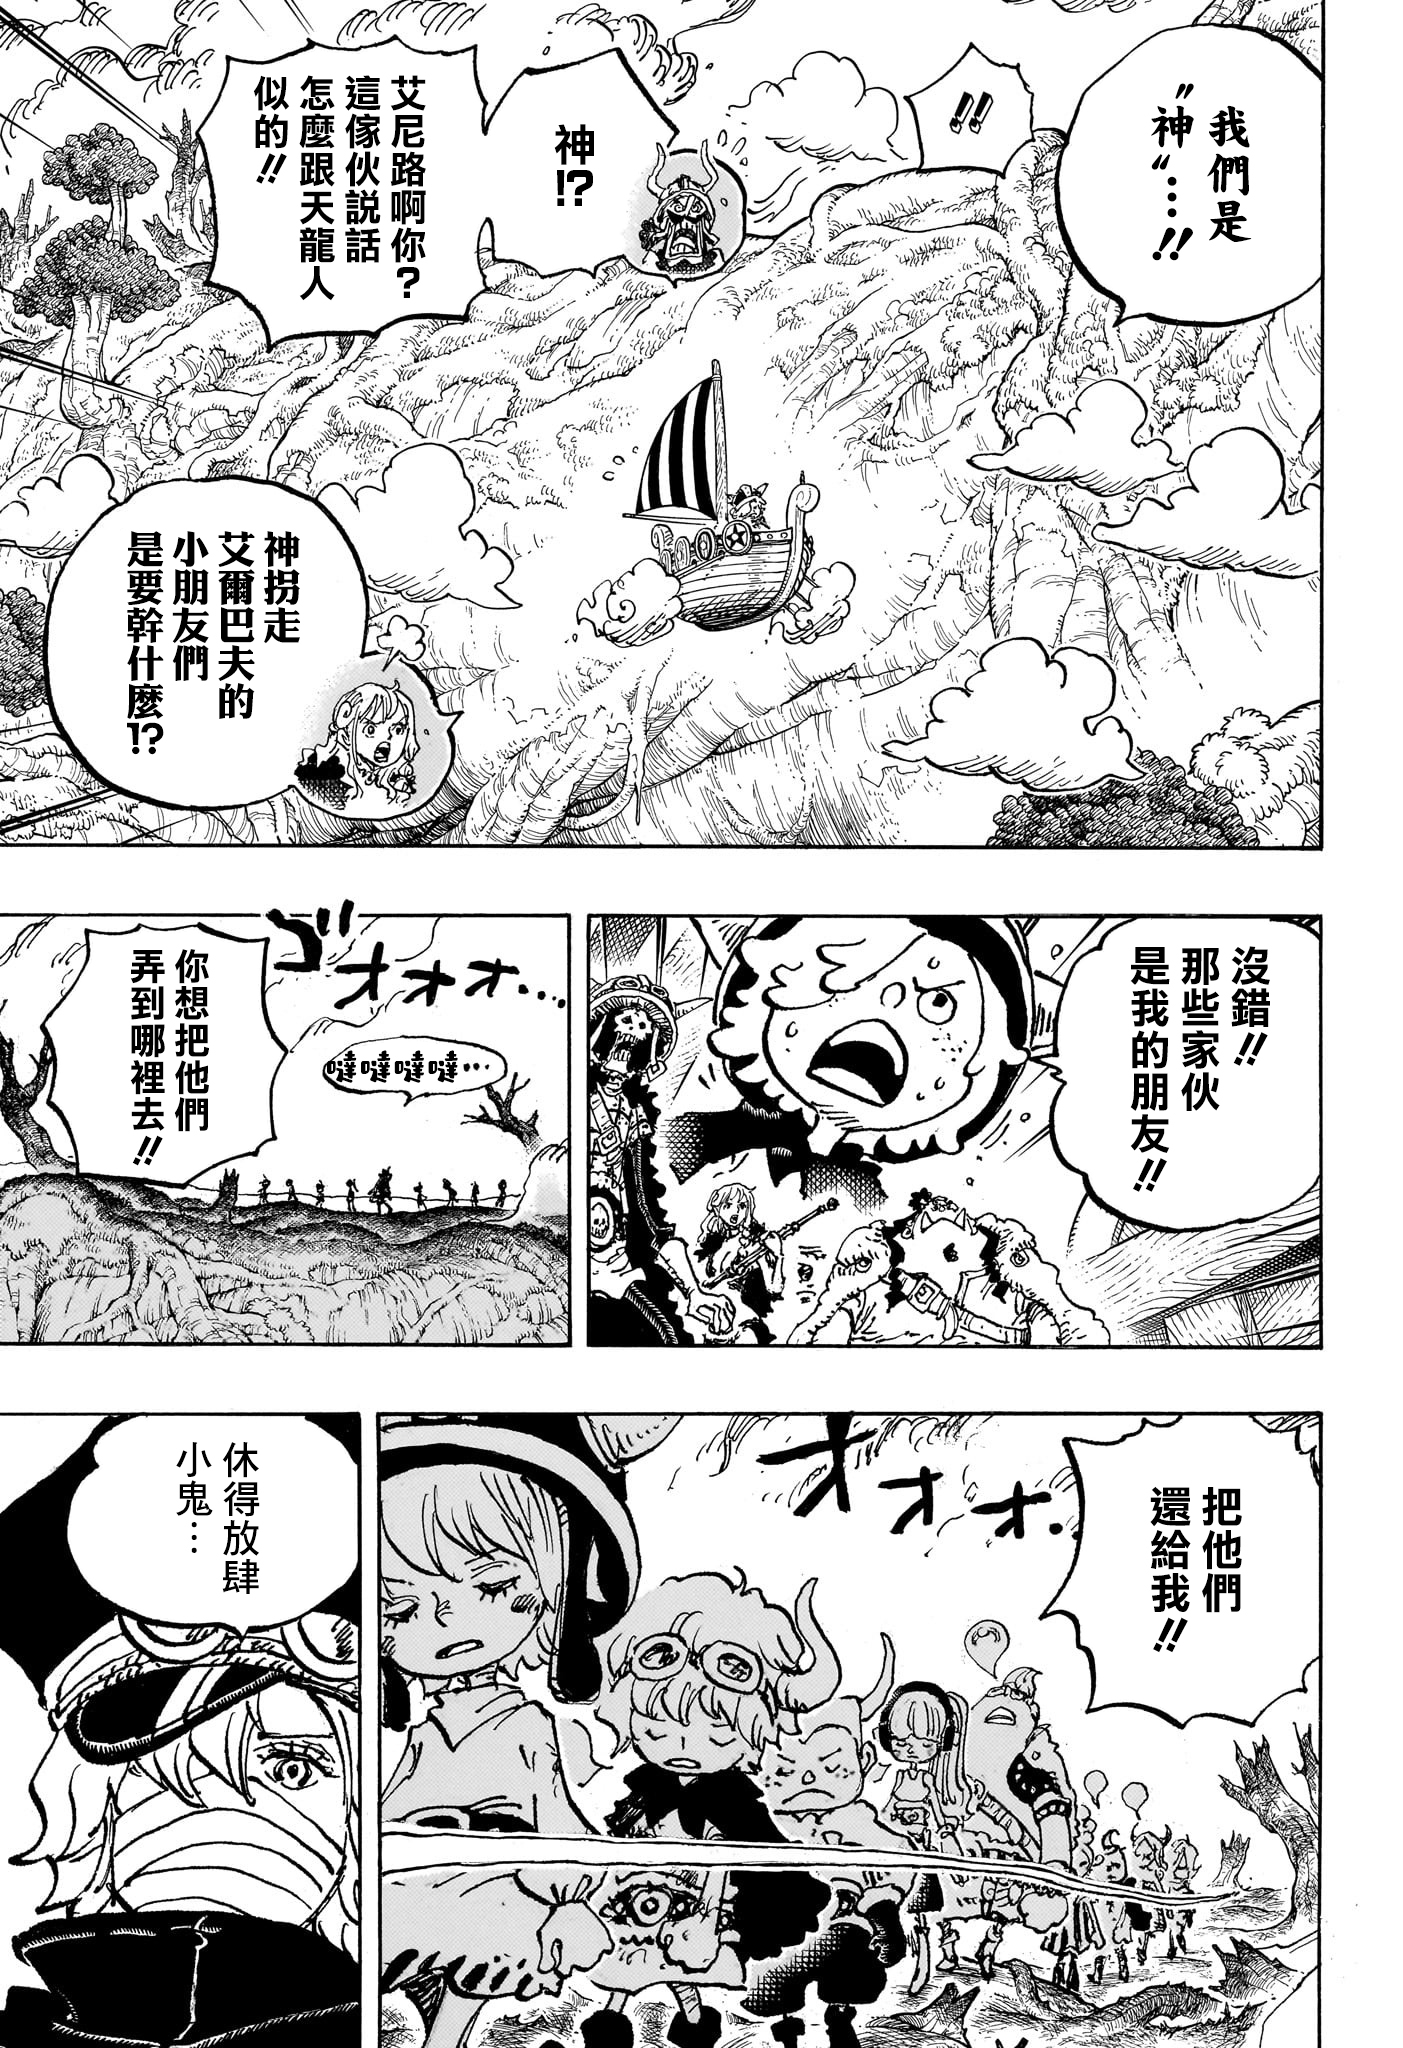 我們是
〝神〟…!!
!!
神!?
艾尼路啊你？
這傢伙說話
怎麼跟天龍人
似的!!
神拐走
艾爾巴夫的
小朋友們
是要幹什麼!?
沒錯!!
那些家伙
是我的朋友!!
ゴオオオ…
噠噠噠噠…
你想把他們
弄到哪裡去!!
把他們
還給我!!
オオオ…
休得放肆
小鬼…